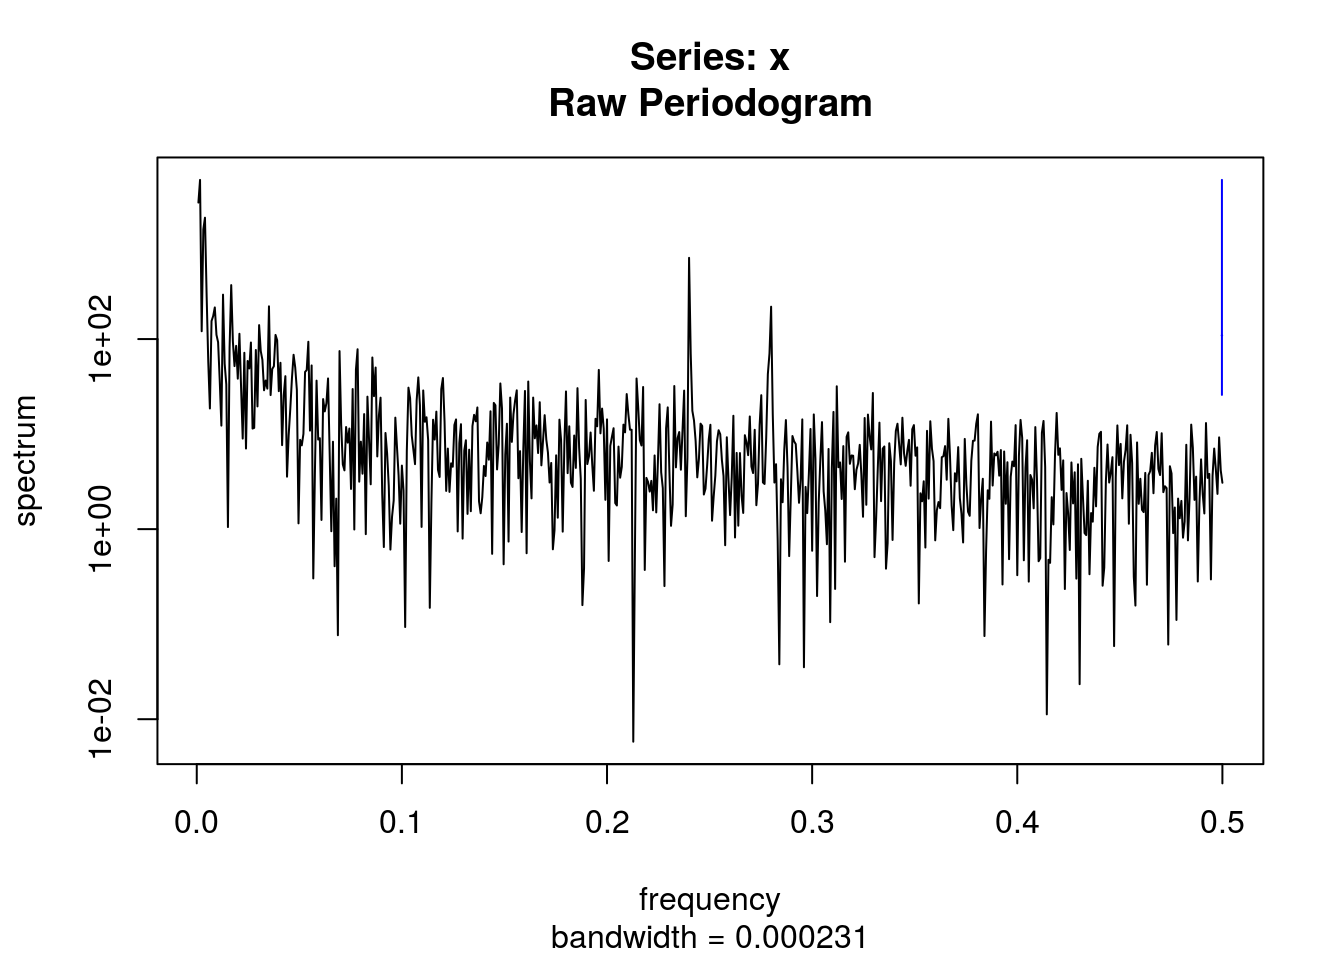 Series: x
Raw Periodogram
spectrum
1e+02
1e+00
1e-02
0.0 0.1 0.2 0.3 0.4 0.5
frequency
bandwidth = 0.000231